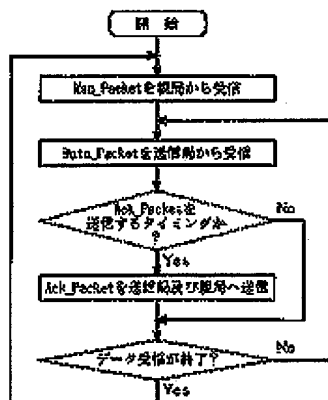 開 始
Man_Packetを親局から受信
Data_Packetを送信局から受信
Ack_Packetを
送信するタイミングか
?
No
Yes
Ack_Packetを送信局及び親局へ送信
データ受信が終了?
No
Yes